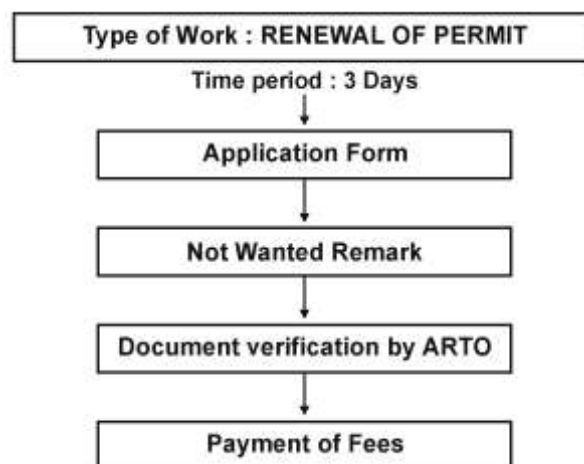 Type of Work : RENEWAL OF PERMIT
Time period : 3 Days
Application Form
Not Wanted Remark
Document verification by ARTO
Payment of Fees